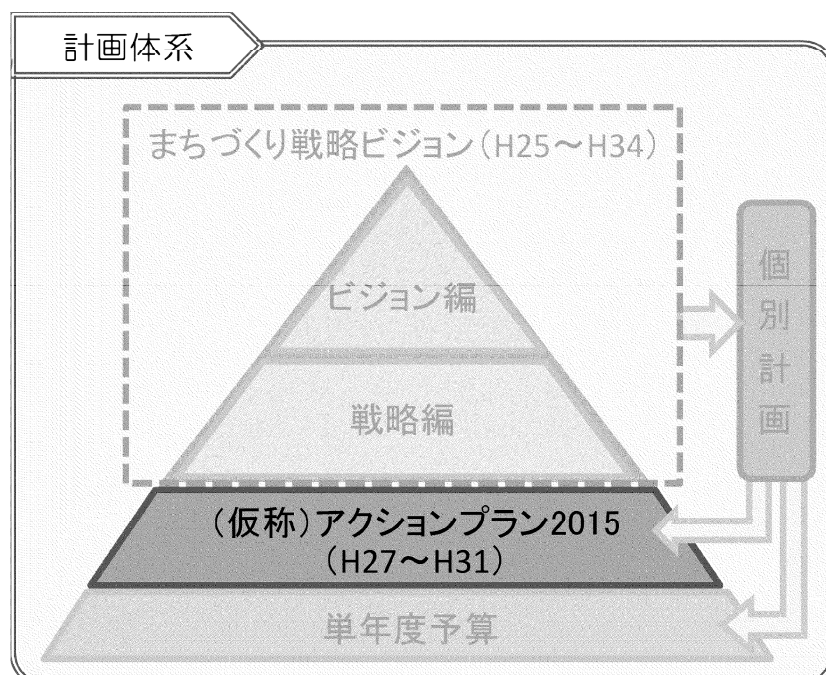 計画体系
まちづくり戦略ビジョン(H25～H34)
ビジョン編
戦略編
(仮称)アクションプラン2015
(H27～H31)
単年度予算
個別計画